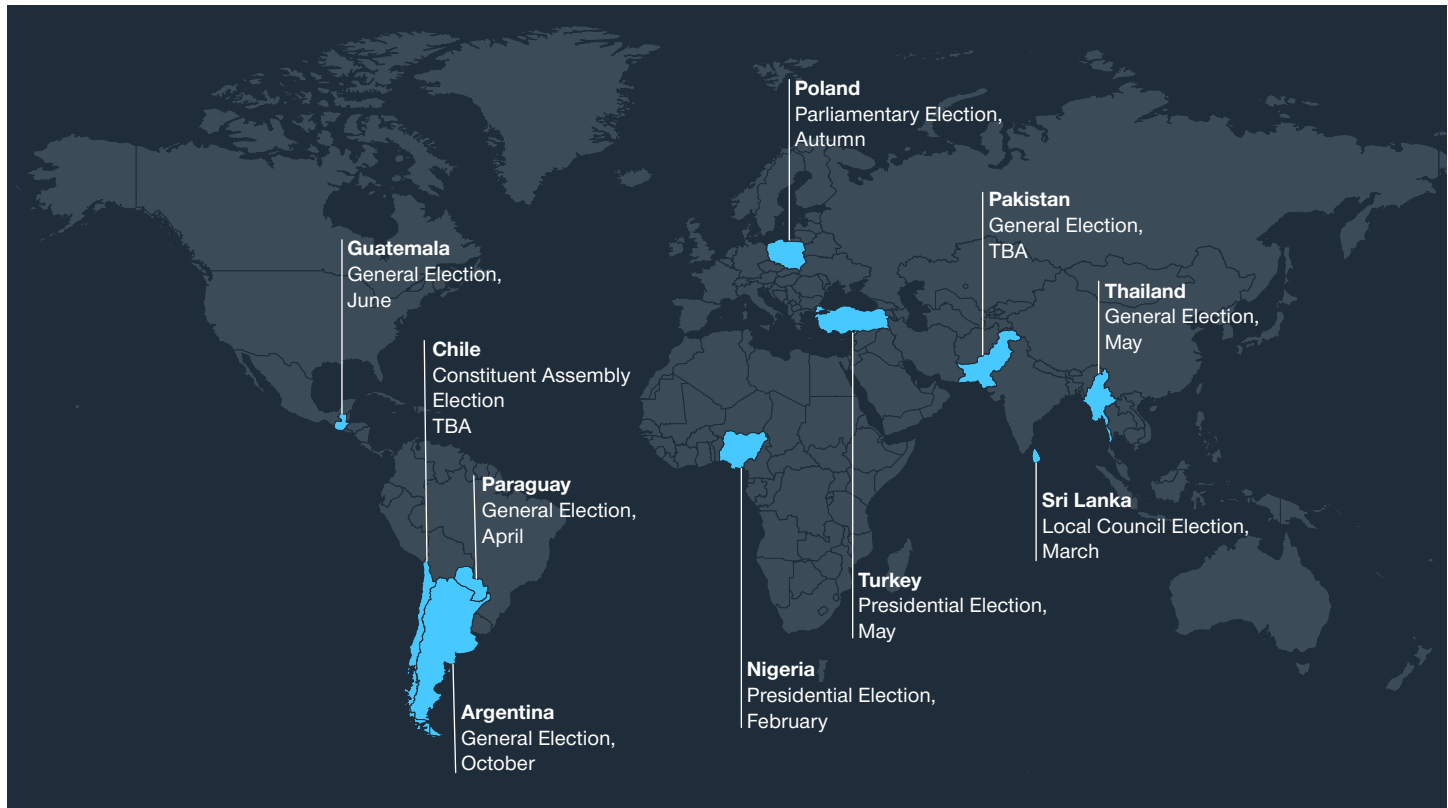 Poland
Parliamentary Election,
Autumn
Pakistan
General Election,
TBA
Guatemala
General Election,
June
Thailand
General Election,
May
Chile
Constituent Assembly
Election
TBA
Paraguay
General Election,
April
Sri Lanka
Local Council Election,
March
Turkey
Presidential Election,
May
Nigeria
Presidential Election,
February
Argentina
General Election,
October